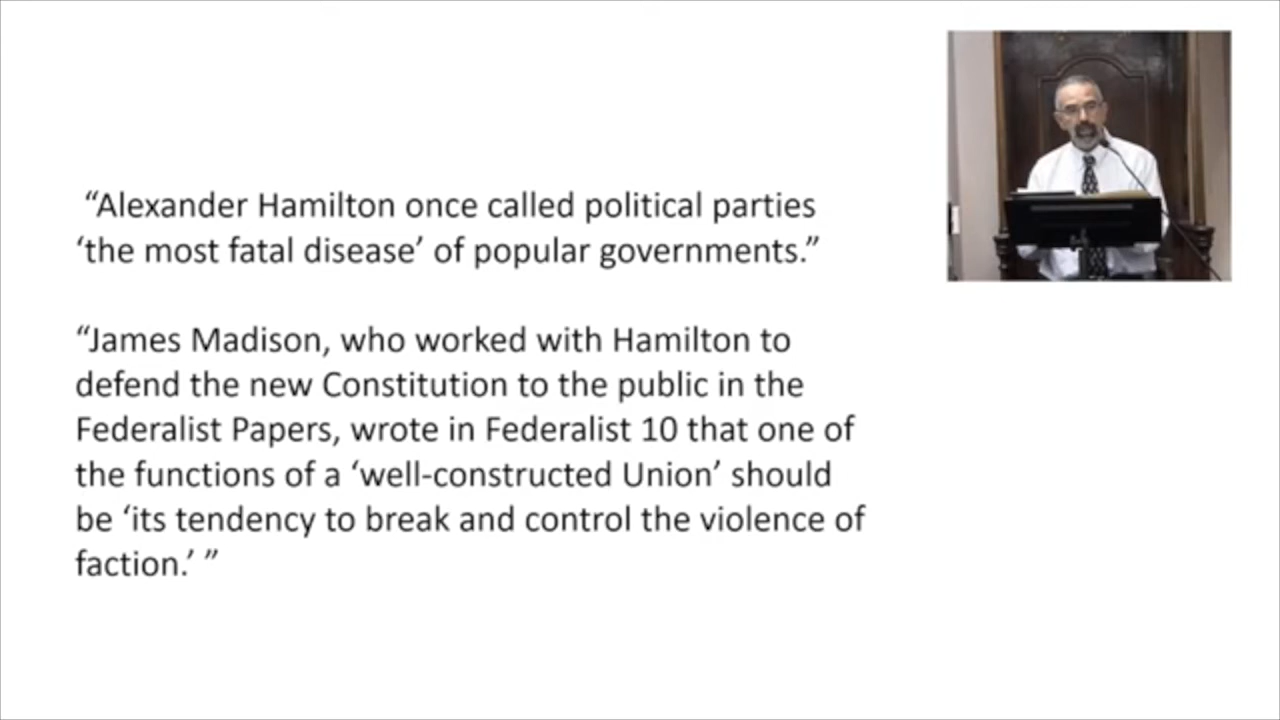 “Alexander Hamilton once called political parties
‘the most fatal disease’ of popular governments.”
“James Madison, who worked with Hamilton to
defend the new Constitution to the public in the
Federalist Papers, wrote in Federalist 10 that one of
the functions of a ‘well-constructed Union’ should
be ‘its tendency to break and control the violence of
faction.’ ”